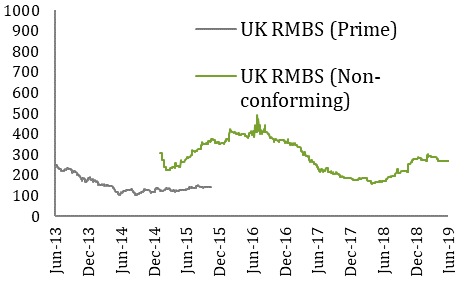 1000
900
800
700
600
500
400
300
200
100
0
UK RMBS (Prime)
UK RMBS (Non-
conforming)
Jun-13
Dec-13
Jun-14
Dec-14
Jun-15
Dec-15
Jun-16
Dec-16
Jun-17
Dec-17
Jun-18
Dec-18
Jun-19